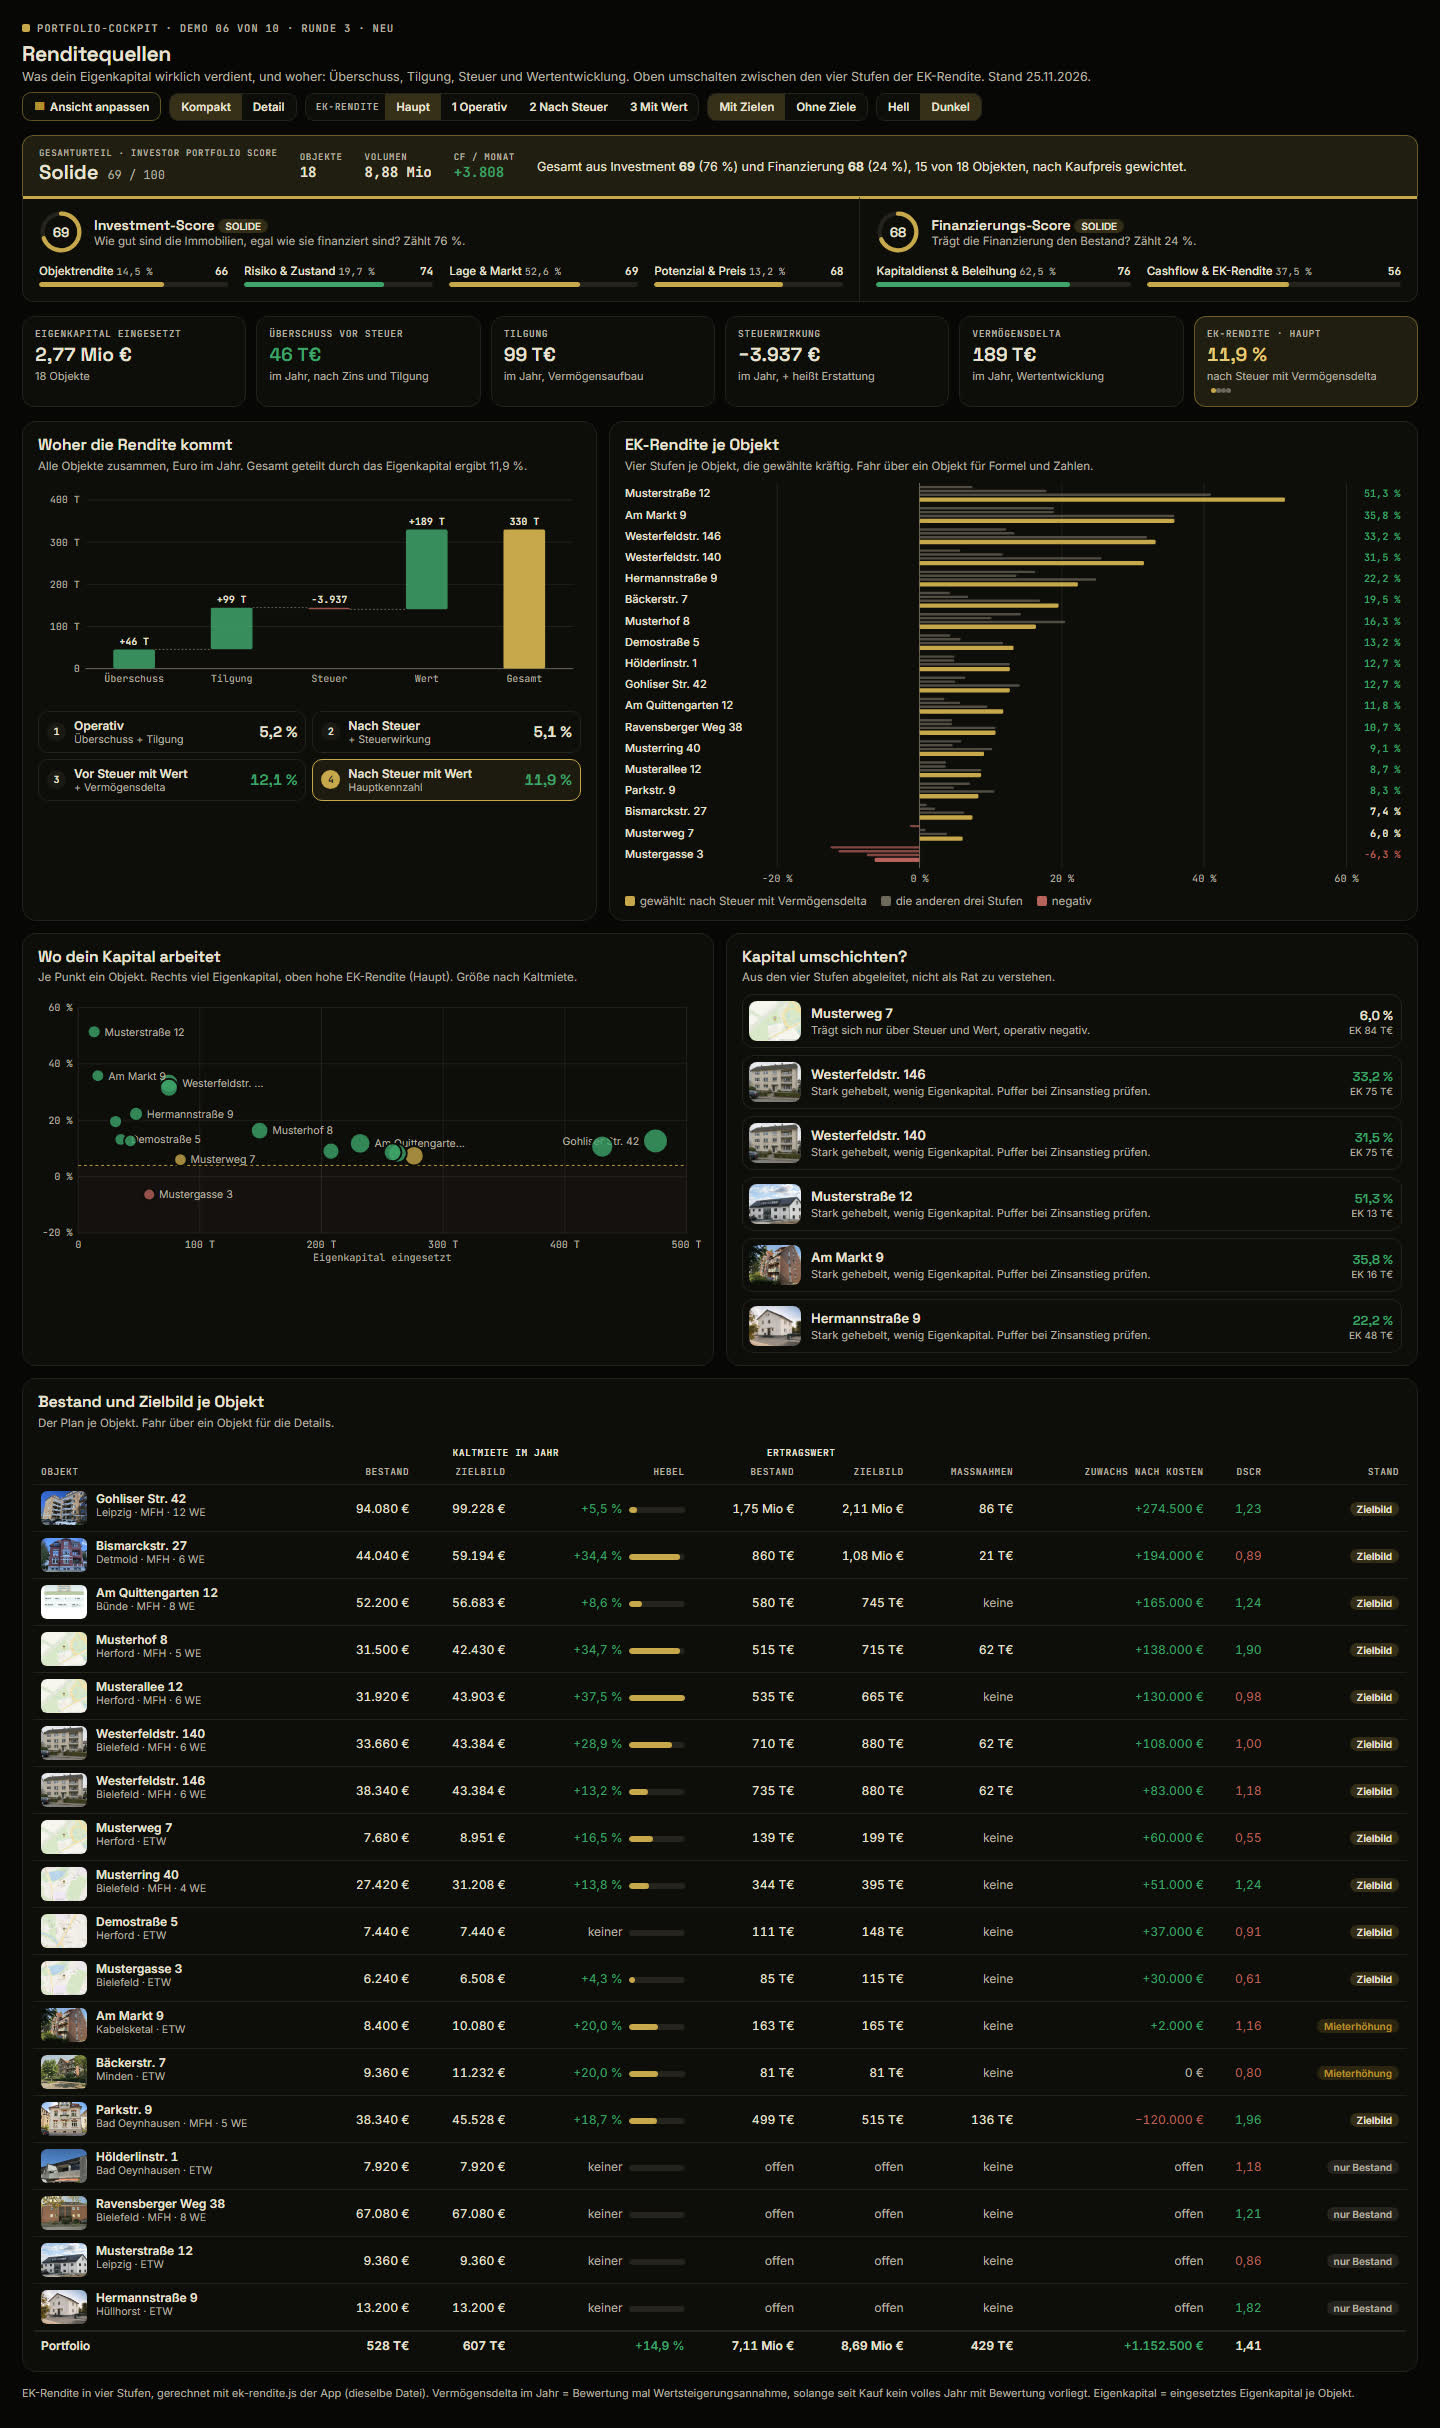 PORTFOLIO-COCKPIT · DEMO 06 VON 10 · RUNDE 3 · NEU
Renditequellen
Was dein Eigenkapital wirklich verdient, und woher: Überschuss, Tilgung, Steuer und Wertentwicklung. Oben umschalten zwischen den vier Stufen der EK-Rendite. Stand 25.11.2026.
Ansicht anpassen Kompakt Detail EK-RENDITE Haupt 1 Operativ 2 Nach Steuer 3 Mit Wert Mit Zielen Ohne Ziele Hell Dunkel
GESAMTURTEIL · INVESTOR PORTFOLIO SCORE
Solide 69 / 100
OBJEKTE
18
VOLUMEN
8,88 Mio
CF / MONAT
+3.808
Gesamt aus Investment 69 (76 %) und Finanzierung 68 (24 %), 15 von 18 Objekten, nach Kaufpreis gewichtet.
69
Investment-Score SOLIDE
Wie gut sind die Immobilien, egal wie sie finanziert sind? Zählt 76 %.
Objektrendite 14,5 % 66
Risiko & Zustand 19,7 % 74
Lage & Markt 52,6 % 69
Potenzial & Preis 13,2 % 68
68
Finanzierungs-Score SOLIDE
Trägt die Finanzierung den Bestand? Zählt 24 %.
Kapitaldienst & Beleihung 62,5 % 76
Cashflow & EK-Rendite 37,5 % 56
EIGENKAPITAL EINGESETZT
2,77 Mio €
18 Objekte
ÜBERSCHUSS VOR STEUER
46 T€
im Jahr, nach Zins und Tilgung
TILGUNG
99 T€
im Jahr, Vermögensaufbau
STEUERWIRKUNG
−3.937 €
im Jahr, + heißt Erstattung
VERMÖGENSDELTA
189 T€
im Jahr, Wertentwicklung
EK-RENDITE · HAUPT
11,9 %
nach Steuer mit Vermögensdelta
Woher die Rendite kommt
Alle Objekte zusammen, Euro im Jahr. Gesamt geteilt durch das Eigenkapital ergibt 11,9 %.
400 T
300 T
200 T
100 T
0
+46 T
+99 T
-3.937
+189 T
330 T
Überschuss Tilgung Steuer Wert Gesamt
1 Operativ 5,2 %
Überschuss + Tilgung
2 Nach Steuer 5,1 %
+ Steuerwirkung
3 Vor Steuer mit Wert 12,1 %
+ Vermögensdelta
4 Nach Steuer mit Wert 11,9 %
Hauptkennzahl
EK-Rendite je Objekt
Vier Stufen je Objekt, die gewählte kräftig. Fahr über ein Objekt für Formel und Zahlen.
Musterstraße 12 51,3 %
Am Markt 9 35,8 %
Westerfeldstr. 146 33,2 %
Westerfeldstr. 140 31,5 %
Hermannstraße 9 22,2 %
Bäckerstr. 7 19,5 %
Musterhof 8 16,3 %
Demostraße 5 13,2 %
Hölderlinstr. 1 12,7 %
Gohliser Str. 42 12,7 %
Am Quittengarten 12 11,8 %
Ravensberger Weg 38 10,7 %
Musterring 40 9,1 %
Musterallee 12 8,7 %
Parkstr. 9 8,3 %
Bismarckstr. 27 7,4 %
Musterweg 7 6,0 %
Mustergasse 3 -6,3 %
-20 % 0 % 20 % 40 % 60 %
gewählt: nach Steuer mit Vermögensdelta die anderen drei Stufen negativ
Wo dein Kapital arbeitet
Je Punkt ein Objekt. Rechts viel Eigenkapital, oben hohe EK-Rendite (Haupt). Größe nach Kaltmiete.
60 %
40 %
20 %
0 %
-20 %
Musterstraße 12
Am Markt 9
Westerfeldstr. ...
Hermannstraße 9
Demostraße 5
Musterhof 8
Am Quittengarte...
Gohliser Str. 42
Musterweg 7
Mustergasse 3
0 100 T 200 T 300 T 400 T 500 T
Eigenkapital eingesetzt
Kapital umschichten?
Aus den vier Stufen abgeleitet, nicht als Rat zu verstehen.
Musterweg 7 6,0 %
Trägt sich nur über Steuer und Wert, operativ negativ. EK 84 T€
Westerfeldstr. 146 33,2 %
Stark gehebelt, wenig Eigenkapital. Puffer bei Zinsanstieg prüfen. EK 75 T€
Westerfeldstr. 140 31,5 %
Stark gehebelt, wenig Eigenkapital. Puffer bei Zinsanstieg prüfen. EK 75 T€
Musterstraße 12 51,3 %
Stark gehebelt, wenig Eigenkapital. Puffer bei Zinsanstieg prüfen. EK 13 T€
Am Markt 9 35,8 %
Stark gehebelt, wenig Eigenkapital. Puffer bei Zinsanstieg prüfen. EK 16 T€
Hermannstraße 9 22,2 %
Stark gehebelt, wenig Eigenkapital. Puffer bei Zinsanstieg prüfen. EK 48 T€
Bestand und Zielbild je Objekt
Der Plan je Objekt. Fahr über ein Objekt für die Details.
KALTMIETE IM JAHR ERTRAGSWERT
OBJEKT BESTAND ZIELBILD HEBEL BESTAND ZIELBILD MASSNAHMEN ZUWACHS NACH KOSTEN DSCR STAND
Gohliser Str. 42 94.080 € 99.228 € +5,5 % 1,75 Mio € 2,11 Mio € 86 T€ +274.500 € 1,23 Zielbild
Leipzig · MFH · 12 WE
Bismarckstr. 27 44.040 € 59.194 € +34,4 % 860 T€ 1,08 Mio € 21 T€ +194.000 € 0,89 Zielbild
Detmold · MFH · 6 WE
Am Quittengarten 12 52.200 € 56.683 € +8,6 % 580 T€ 745 T€ keine +165.000 € 1,24 Zielbild
Bünde · MFH · 8 WE
Musterhof 8 31.500 € 42.430 € +34,7 % 515 T€ 715 T€ 62 T€ +138.000 € 1,90 Zielbild
Herford · MFH · 5 WE
Musterallee 12 31.920 € 43.903 € +37,5 % 535 T€ 665 T€ keine +130.000 € 0,98 Zielbild
Herford · MFH · 6 WE
Westerfeldstr. 140 33.660 € 43.384 € +28,9 % 710 T€ 880 T€ 62 T€ +108.000 € 1,00 Zielbild
Bielefeld · MFH · 6 WE
Westerfeldstr. 146 38.340 € 43.384 € +13,2 % 735 T€ 880 T€ 62 T€ +83.000 € 1,18 Zielbild
Bielefeld · MFH · 6 WE
Musterweg 7 7.680 € 8.951 € +16,5 % 139 T€ 199 T€ keine +60.000 € 0,55 Zielbild
Herford · ETW
Musterring 40 27.420 € 31.208 € +13,8 % 344 T€ 395 T€ keine +51.000 € 1,24 Zielbild
Bielefeld · MFH · 4 WE
Demostraße 5 7.440 € 7.440 € keiner 111 T€ 148 T€ keine +37.000 € 0,91 Zielbild
Herford · ETW
Mustergasse 3 6.240 € 6.508 € +4,3 % 85 T€ 115 T€ keine +30.000 € 0,61 Zielbild
Bielefeld · ETW
Am Markt 9 8.400 € 10.080 € +20,0 % 163 T€ 165 T€ keine +2.000 € 1,16 Mieterhöhung
Kabelsketal · ETW
Bäckerstr. 7 9.360 € 11.232 € +20,0 % 81 T€ 81 T€ keine 0 € 0,80 Mieterhöhung
Minden · ETW
Parkstr. 9 38.340 € 45.528 € +18,7 % 499 T€ 515 T€ 136 T€ −120.000 € 1,96 Zielbild
Bad Oeynhausen · MFH · 5 WE
Hölderlinstr. 1 7.920 € 7.920 € keiner offen offen keine offen 1,18 nur Bestand
Bad Oeynhausen · ETW
Ravensberger Weg 38 67.080 € 67.080 € keiner offen offen keine offen 1,21 nur Bestand
Bielefeld · MFH · 8 WE
Musterstraße 12 9.360 € 9.360 € keiner offen offen keine offen 0,86 nur Bestand
Leipzig · ETW
Hermannstraße 9 13.200 € 13.200 € keiner offen offen keine offen 1,82 nur Bestand
Hüllhorst · ETW
Portfolio 528 T€ 607 T€ +14,9 % 7,11 Mio € 8,69 Mio € 429 T€ +1.152.500 € 1,41
EK-Rendite in vier Stufen, gerechnet mit ek-rendite.js der App (dieselbe Datei). Vermögensdelta im Jahr = Bewertung mal Wertsteigerungsannahme, solange seit Kauf kein volles Jahr mit Bewertung vorliegt. Eigenkapital = eingesetztes Eigenkapital je Objekt.